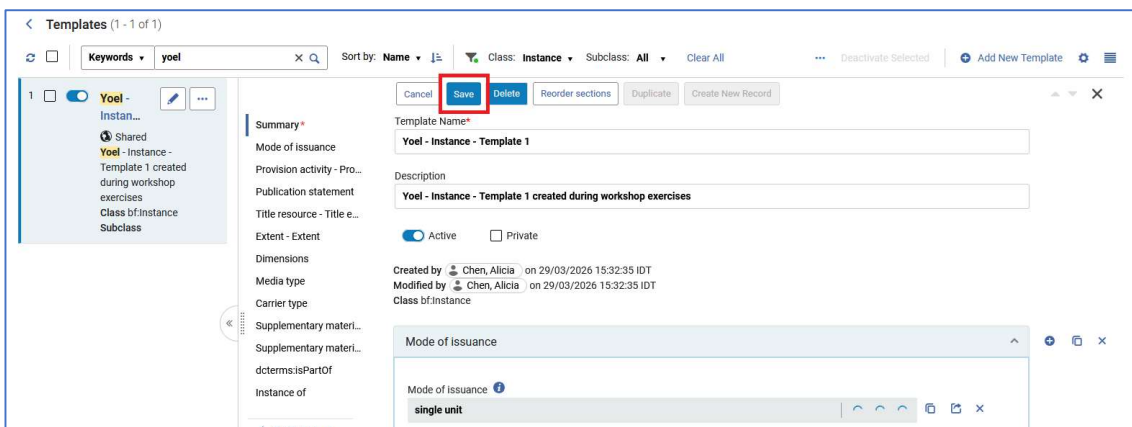 Templates (1 - 1 of 1)
Keywords yoel Sort by: Name Class: Instance Subclass: All Clear All Deactivate Selected Add New Template
1 Yoel - Instan...
Shared
Yoel - Instance -
Template 1 created
during workshop
exercises
Class bf:Instance
Subclass
Summary*
Mode of issuance
Provision activity - Pro...
Publication statement
Title resource - Title e...
Extent - Extent
Dimensions
Media type
Carrier type
Supplementary materi...
Supplementary materi...
dcterms:isPartOf
Instance of
Cancel Save Delete Reorder sections Duplicate Create New Record
Template Name*
Yoel - Instance - Template 1
Description
Yoel - Instance - Template 1 created during workshop exercises
Active Private
Created by Chen, Alicia on 29/03/2026 15:32:35 IDT
Modified by Chen, Alicia on 29/03/2026 15:32:35 IDT
Class bf:Instance
Mode of issuance
Mode of issuance
single unit